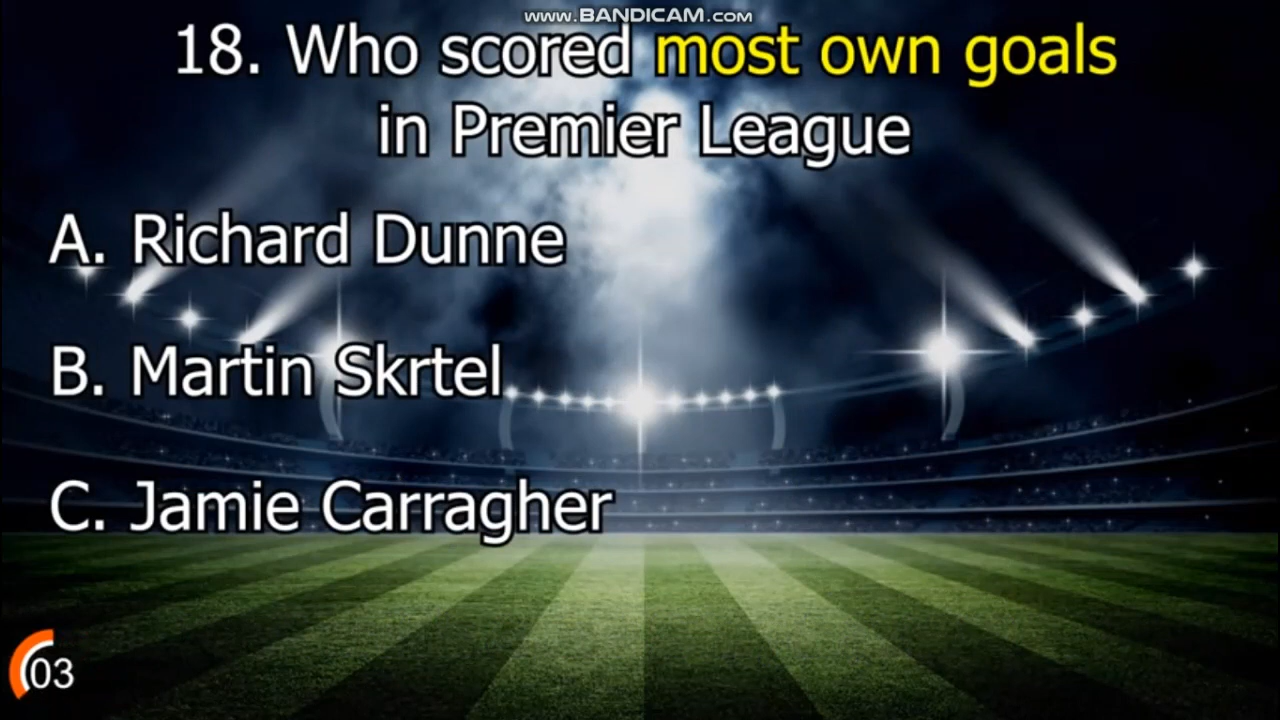 www.BANDICAM.com
18. Who scored most own goals
in Premier League
A. Richard Dunne
B. Martin Skrtel
C. Jamie Carragher
03